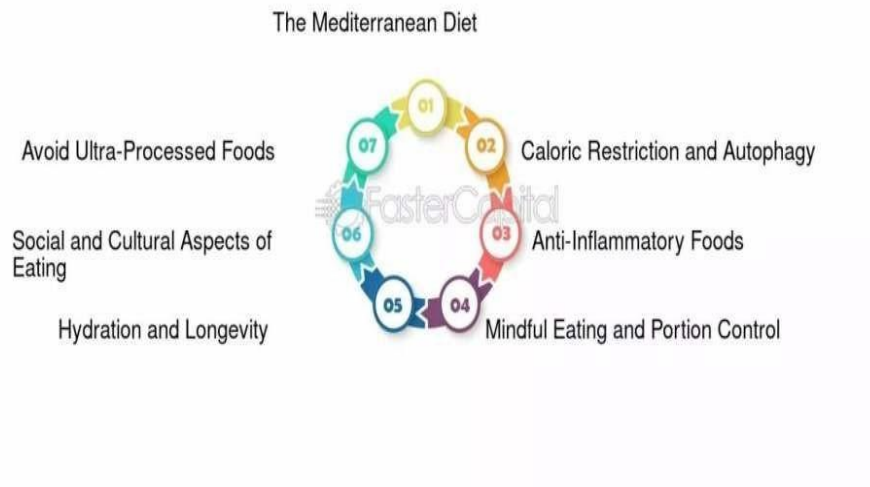 The Mediterranean Diet
01
07
02
Avoid Ultra-Processed Foods
Caloric Restriction and Autophagy
FasterCapital
06
03
Social and Cultural Aspects of
Eating
Anti-Inflammatory Foods
05
04
Hydration and Longevity
Mindful Eating and Portion Control